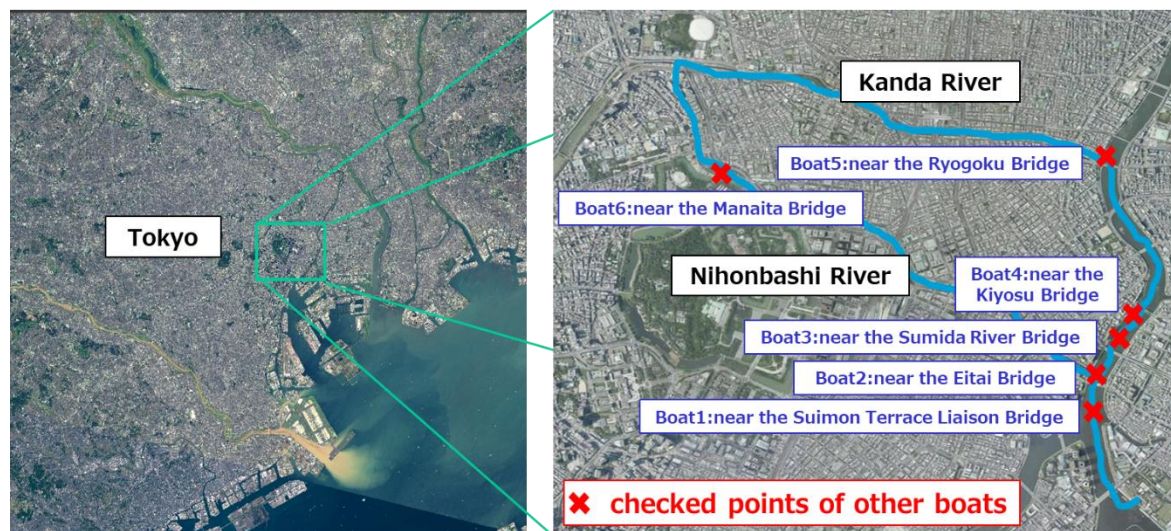 Tokyo
Kanda River
Boat5:near the Ryogoku Bridge
Boat6:near the Manaita Bridge
Nihonbashi River
Boat4:near the
Kiyosu Bridge
Boat3:near the Sumida River Bridge
Boat2:near the Eitai Bridge
Boat1:near the Suimon Terrace Liaison Bridge
checked points of other boats